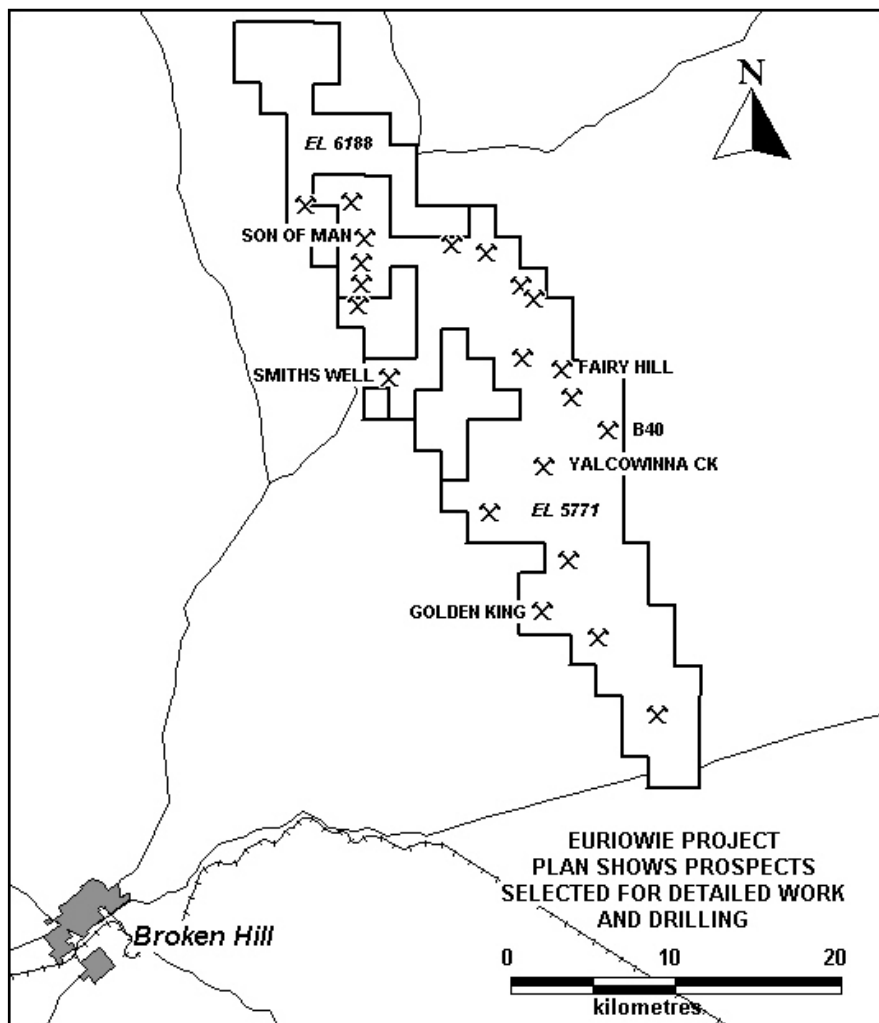 N
EL 6188
SON OF MAN
SMITHS WELL
FAIRY HILL
B40
YALCOWINNA CK
EL 5771
GOLDEN KING
EURIOWIE PROJECT
PLAN SHOWS PROSPECTS
SELECTED FOR DETAILED WORK
AND DRILLING
Broken Hill
0 10 20
kilometres